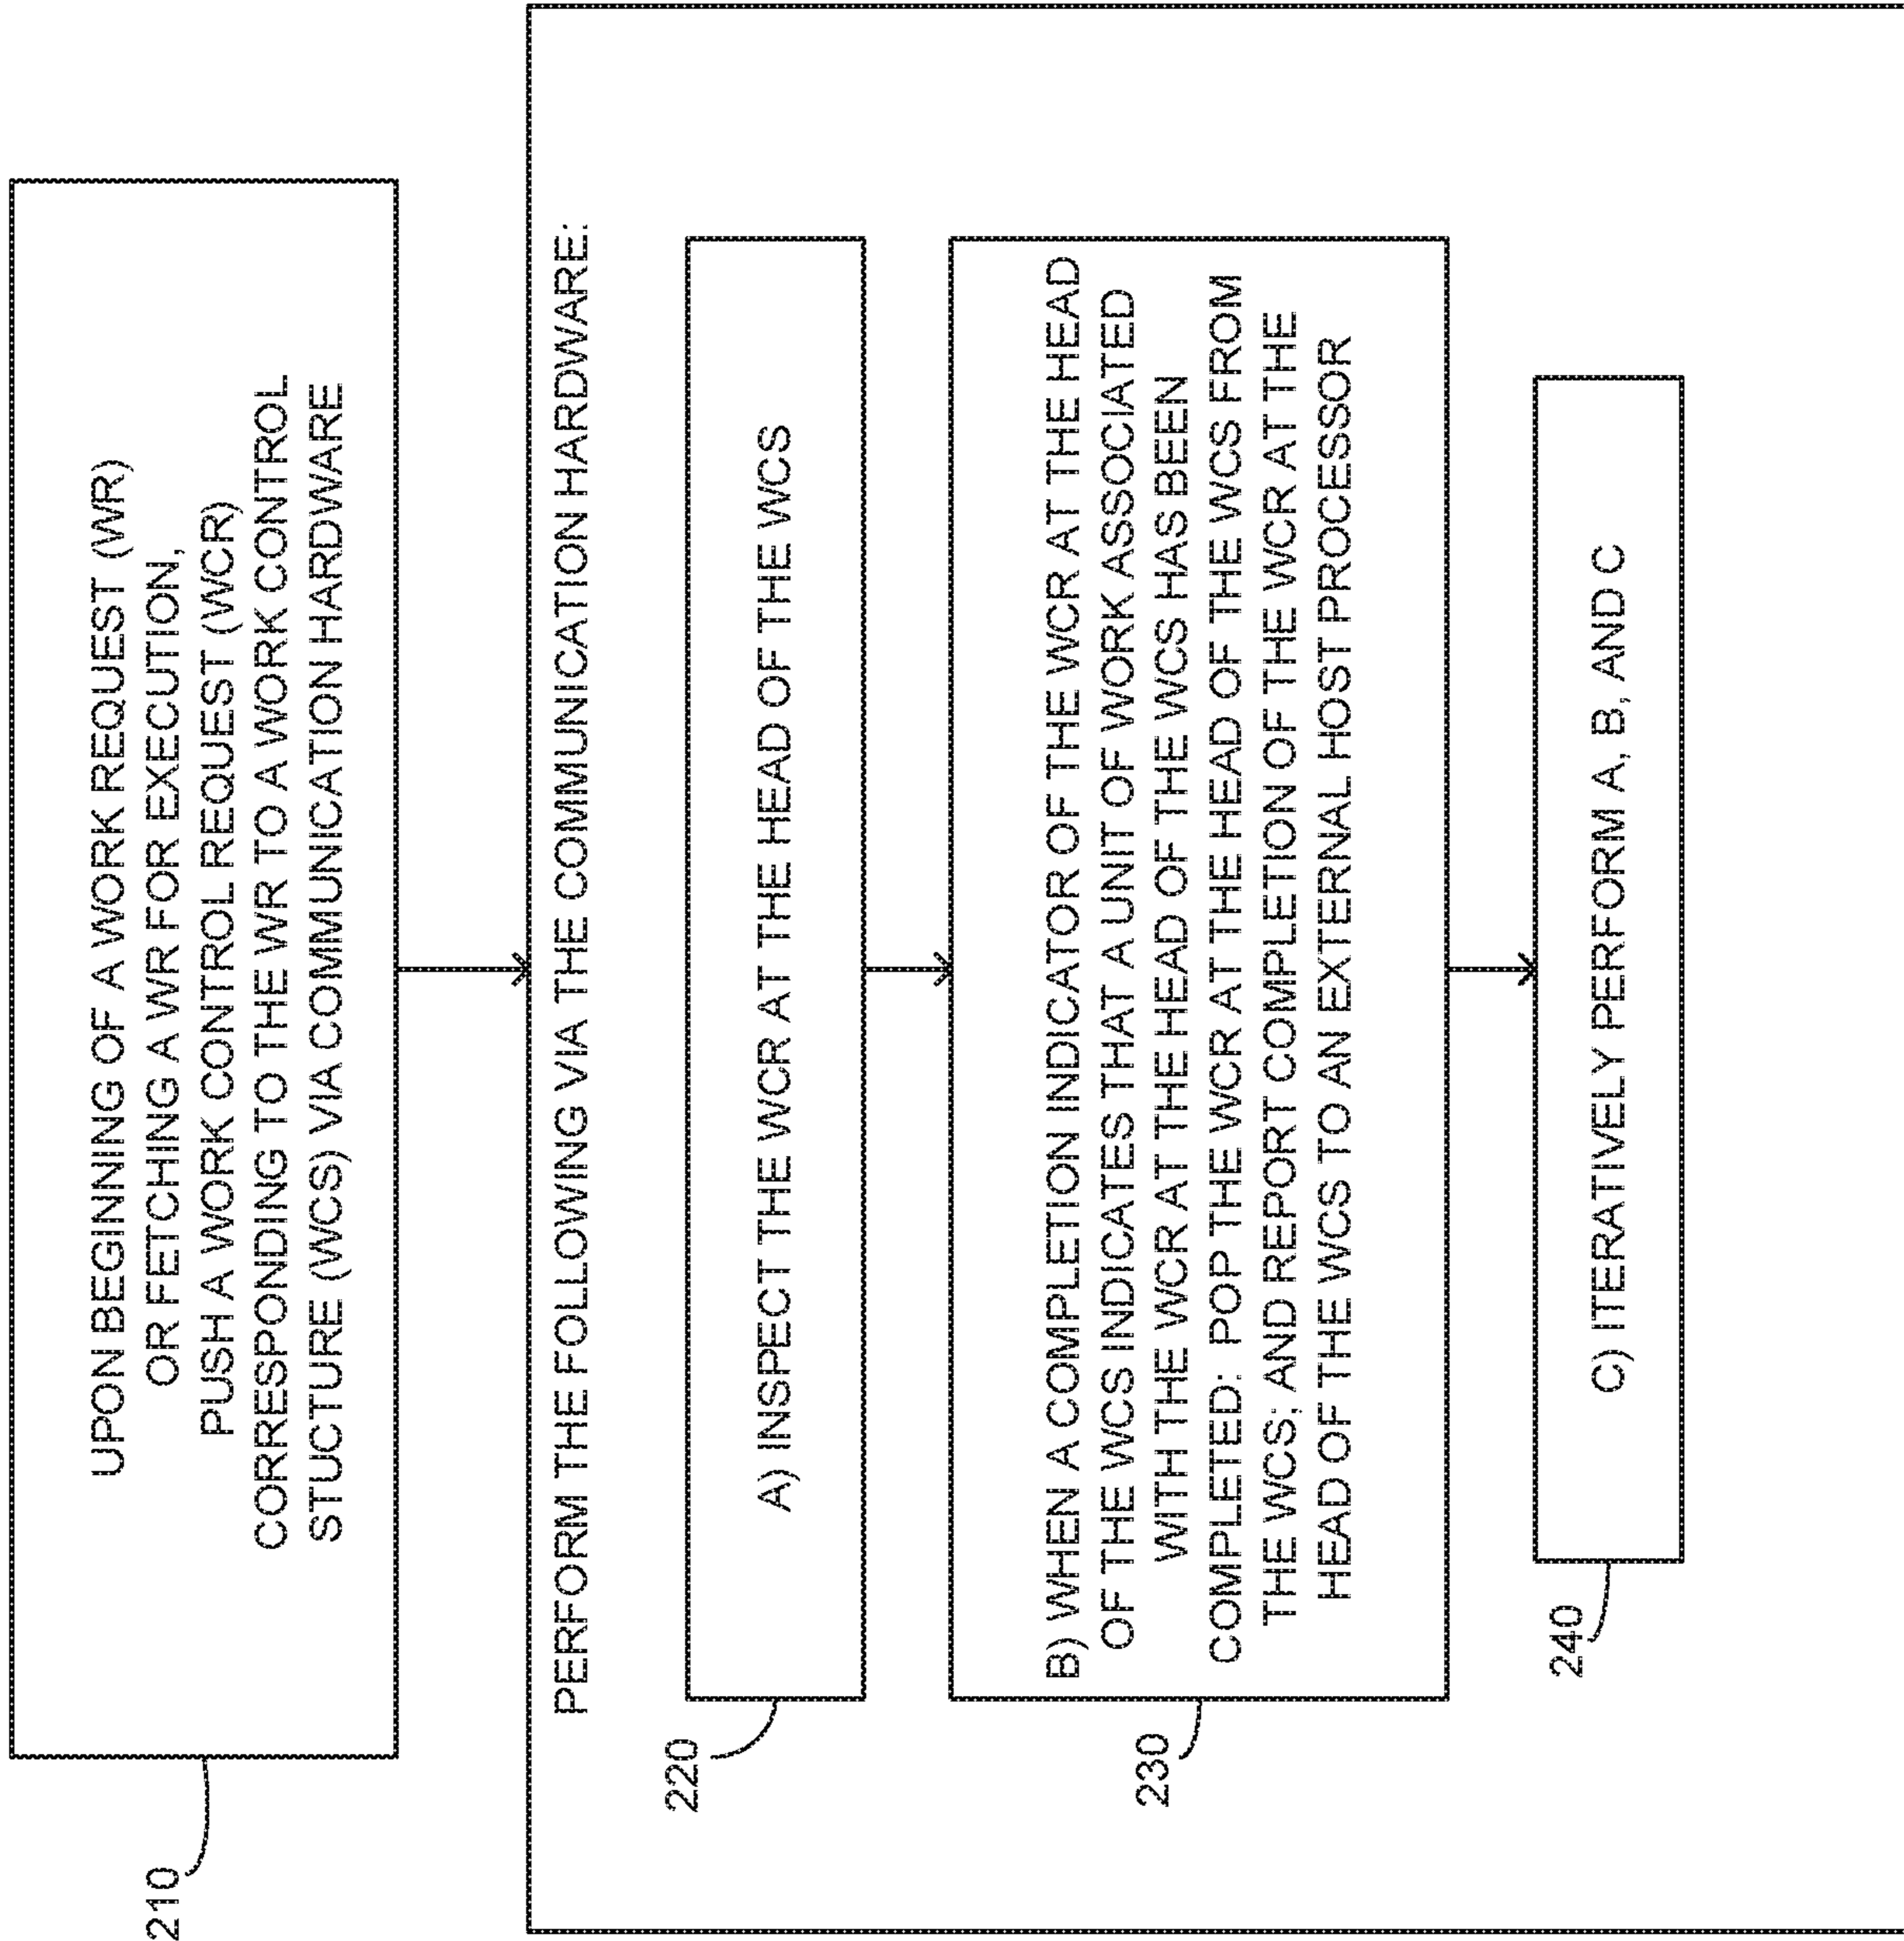 UPON BEGINNING OF A WORK REQUEST (WR)
OR FETCHING A WR FOR EXECUTION,
PUSH A WORK CONTROL REQUEST (WCR)
CORRESPONDING TO THE WR TO A WORK CONTROL
STUCTURE (WCS) VIA COMMUNICATION HARDWARE
210
PERFORM THE FOLLOWING VIA THE COMMUNICATION HARDWARE:
A) INSPECT THE WCR AT THE HEAD OF THE WCS
220
B) WHEN A COMPLETION INDICATOR OF THE WCR AT THE HEAD
OF THE WCS INDICATES THAT A UNIT OF WORK ASSOCIATED
WITH THE WCR AT THE HEAD OF THE WCS HAS BEEN
COMPLETED: POP THE WCR AT THE HEAD OF THE WCS FROM
THE WCS; AND REPORT COMPLETION OF THE WCR AT THE
HEAD OF THE WCS TO AN EXTERNAL HOST PROCESSOR
230
C) ITERATIVELY PERFORM A, B, AND C
240